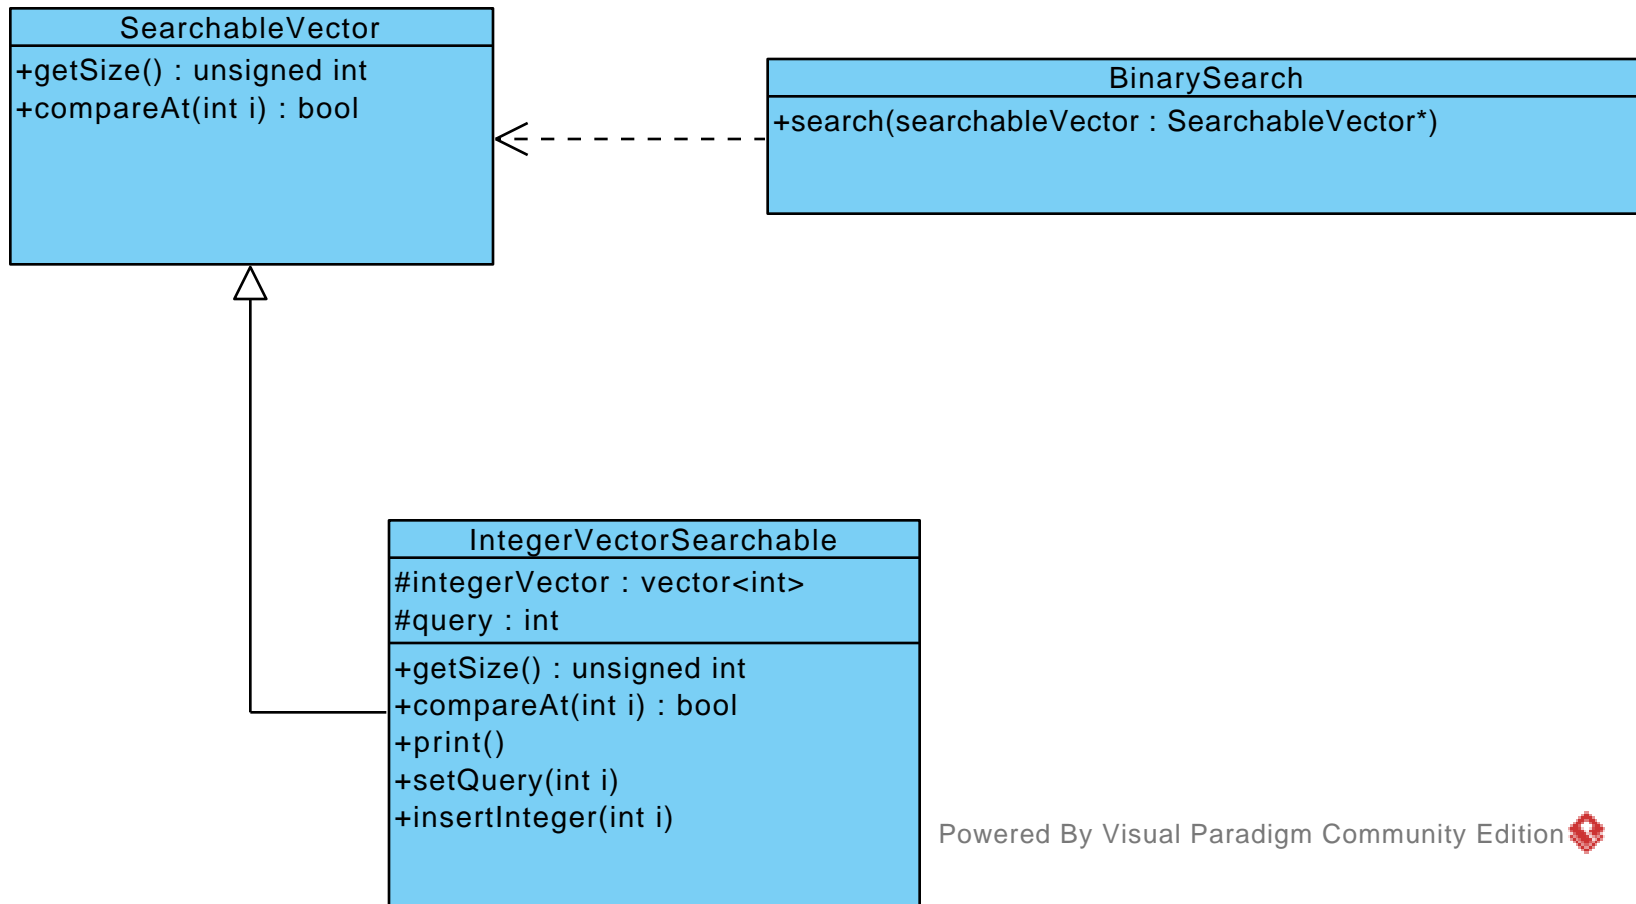 SearchableVector
+getSize() : unsigned int
+compareAt(int i) : bool
BinarySearch
+search(searchableVector : SearchableVector*)
IntegerVectorSearchable
#integerVector : vector<int>
#query : int
+getSize() : unsigned int
+compareAt(int i) : bool
+print()
+setQuery(int i)
+insertInteger(int i)
Powered By Visual Paradigm Community Edition